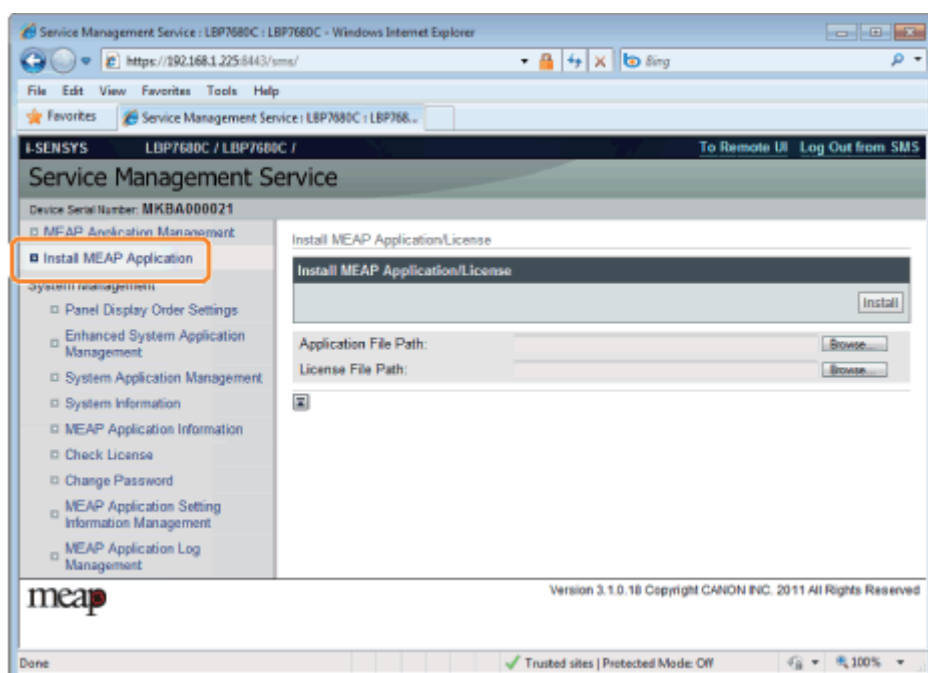 Service Management Service : LBP7680C : LBP7680C - Windows Internet Explorer
https://192.168.1.225:8443/sms/
Bing
File Edit View Favorites Tools Help
Favorites
Service Management Service : LBP7680C : LBP768...
i-SENSYS LBP7680C / LBP7680C /
To Remote UI Log Out from SMS
Service Management Service
Device Serial Number: MKBA000021
MEAP Application Management
Install MEAP Application
System Management
Panel Display Order Settings
Enhanced System Application
Management
System Application Management
System Information
MEAP Application Information
Check License
Change Password
MEAP Application Setting
Information Management
MEAP Application Log
Management
Install MEAP Application/License
Install MEAP Application/License
Install
Application File Path:
Browse...
License File Path:
Browse...
meap
Version 3.1.0.18 Copyright CANON INC. 2011 All Rights Reserved
Done
Trusted sites | Protected Mode: Off
100%